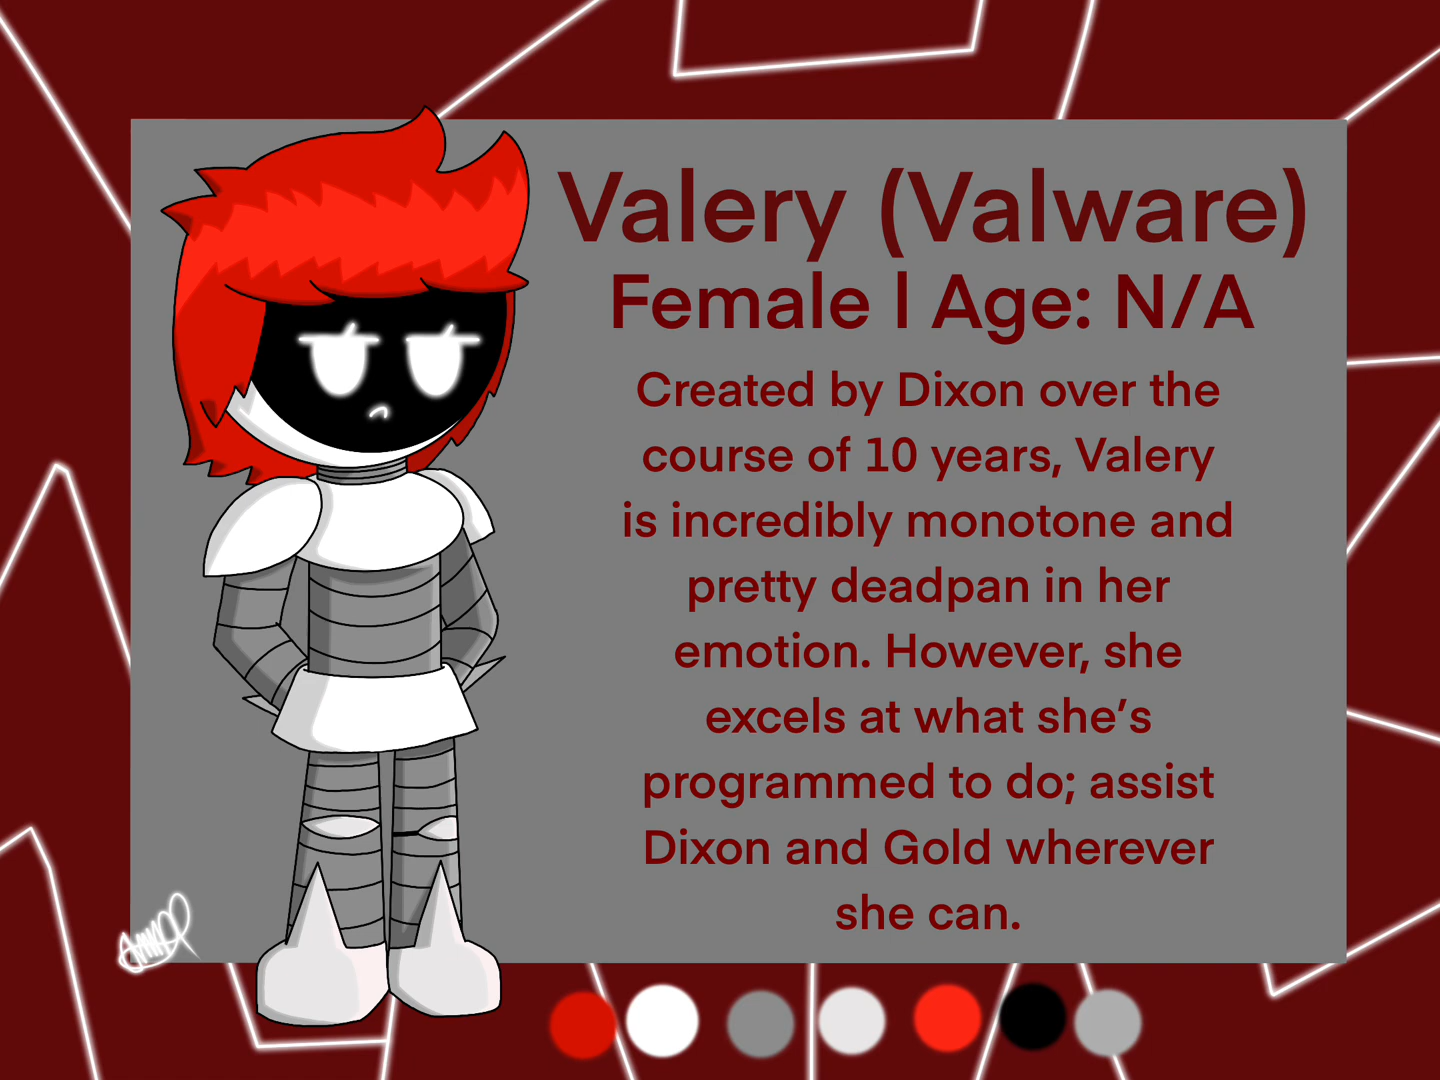 Valery (Valware)
Female | Age: N/A
Created by Dixon over the
course of 10 years, Valery
is incredibly monotone and
pretty deadpan in her
emotion. However, she
excels at what she’s
programmed to do; assist
Dixon and Gold wherever
she can.